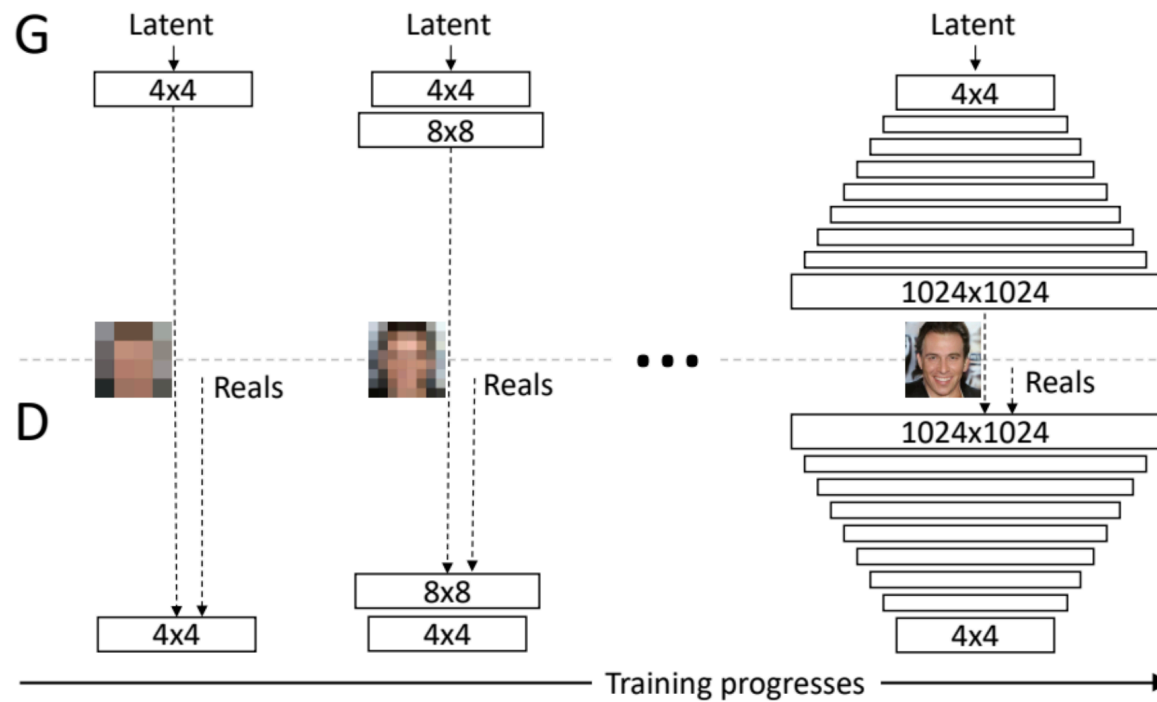 G
Latent Latent Latent
4x4 4x4 4x4
8x8
1024x1024
Reals Reals Reals
D
1024x1024
8x8
4x4 4x4 4x4
Training progresses